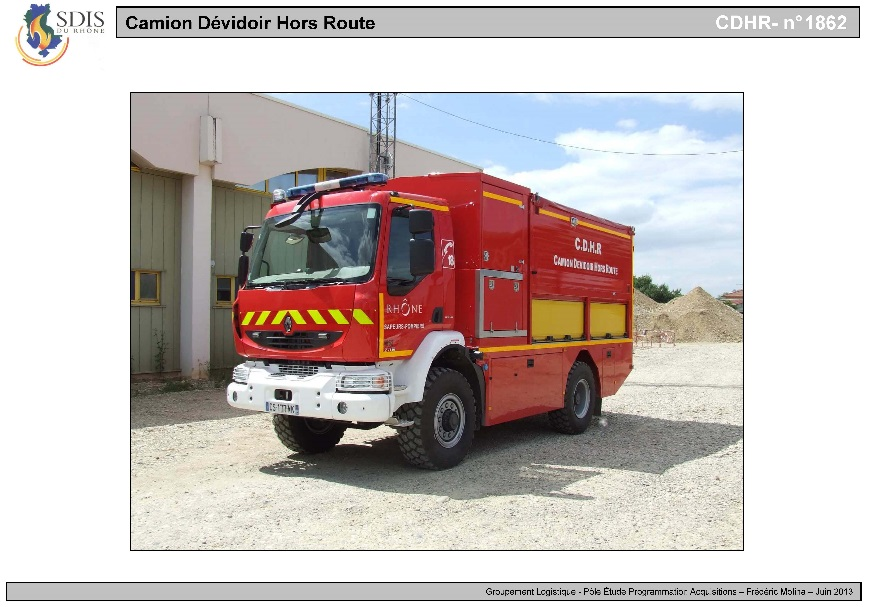 SDIS
DU RHÔNE
Camion Dévidoir Hors Route
CDHR- n°1862
C.D.H.R
CAMION DEVIDOIR HORS ROUTE
18
RHÔNE
SAPEURS-POMPIERS
Groupement Logistique - Pôle Étude Programmation Acquisitions – Frédéric Molina – Juin 2013